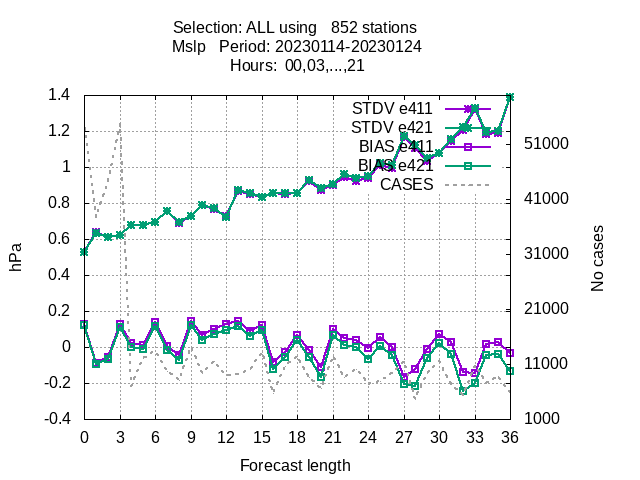 Selection: ALL using   852 stations
Mslp   Period: 20230114-20230124
Hours:  00,03,...,21
1.4
1.2
1
0.8
0.6
0.4
0.2
0
-0.2
-0.4
hPa
STDV e411
STDV e421
BIAS e411
BIAS e421
CASES
51000
41000
31000
21000
11000
1000
No cases
0 3 6 9 12 15 18 21 24 27 30 33 36
Forecast length